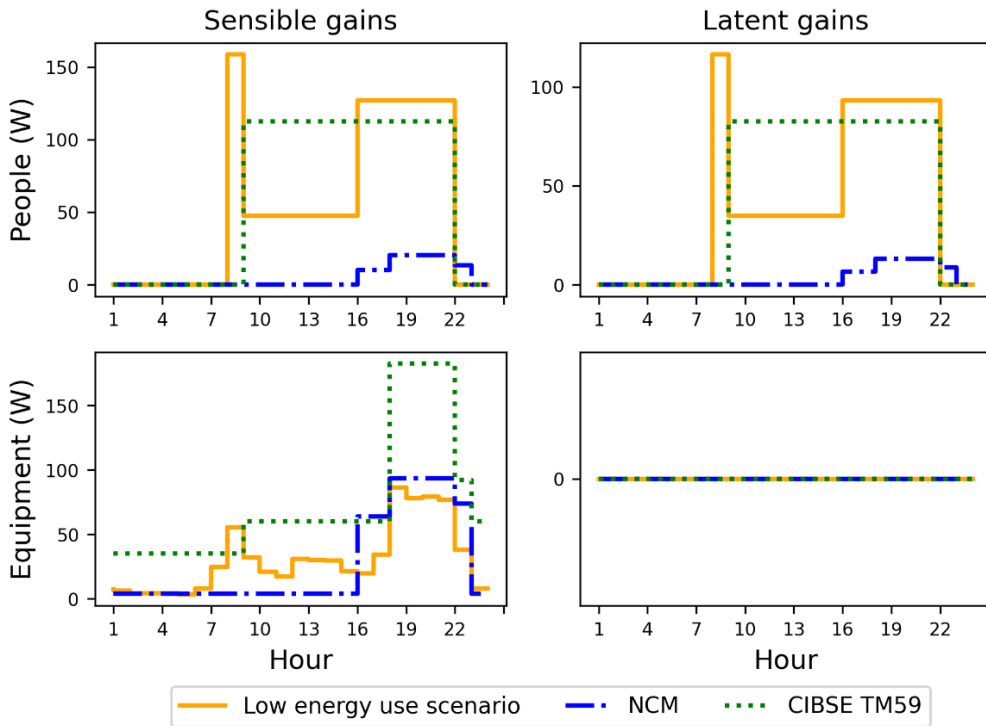 Sensible gains
Latent gains
People (W)
150
100
50
0
1 4 7 10 13 16 19 22
100
50
0
1 4 7 10 13 16 19 22
Equipment (W)
150
100
50
0
1 4 7 10 13 16 19 22
Hour
0
1 4 7 10 13 16 19 22
Hour
Low energy use scenario NCM CIBSE TM59